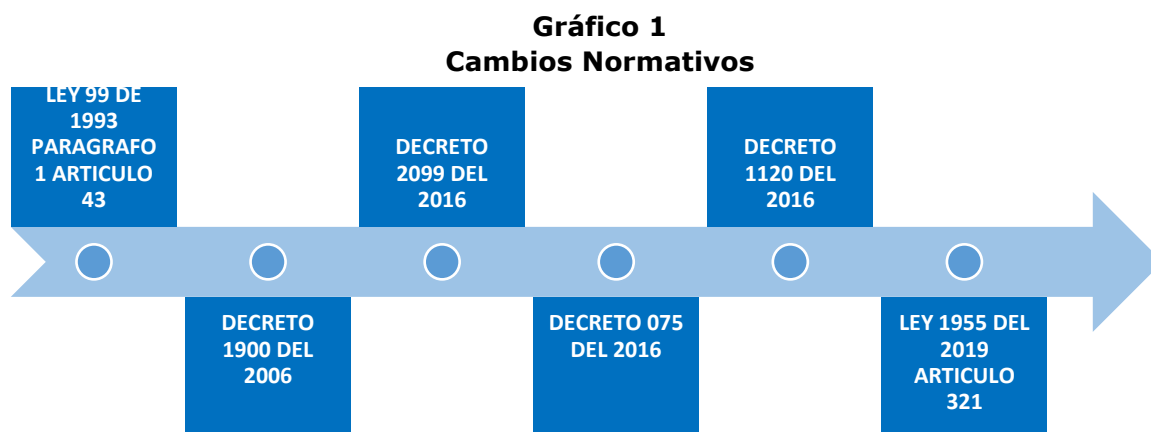 Gráfico 1
Cambios Normativos
LEY 99 DE
1993
PARAGRAFO
1 ARTICULO
43
DECRETO
1900 DEL
2006
DECRETO
2099 DEL
2016
DECRETO 075
DEL 2016
DECRETO
1120 DEL
2016
LEY 1955 DEL
2019
ARTICULO
321